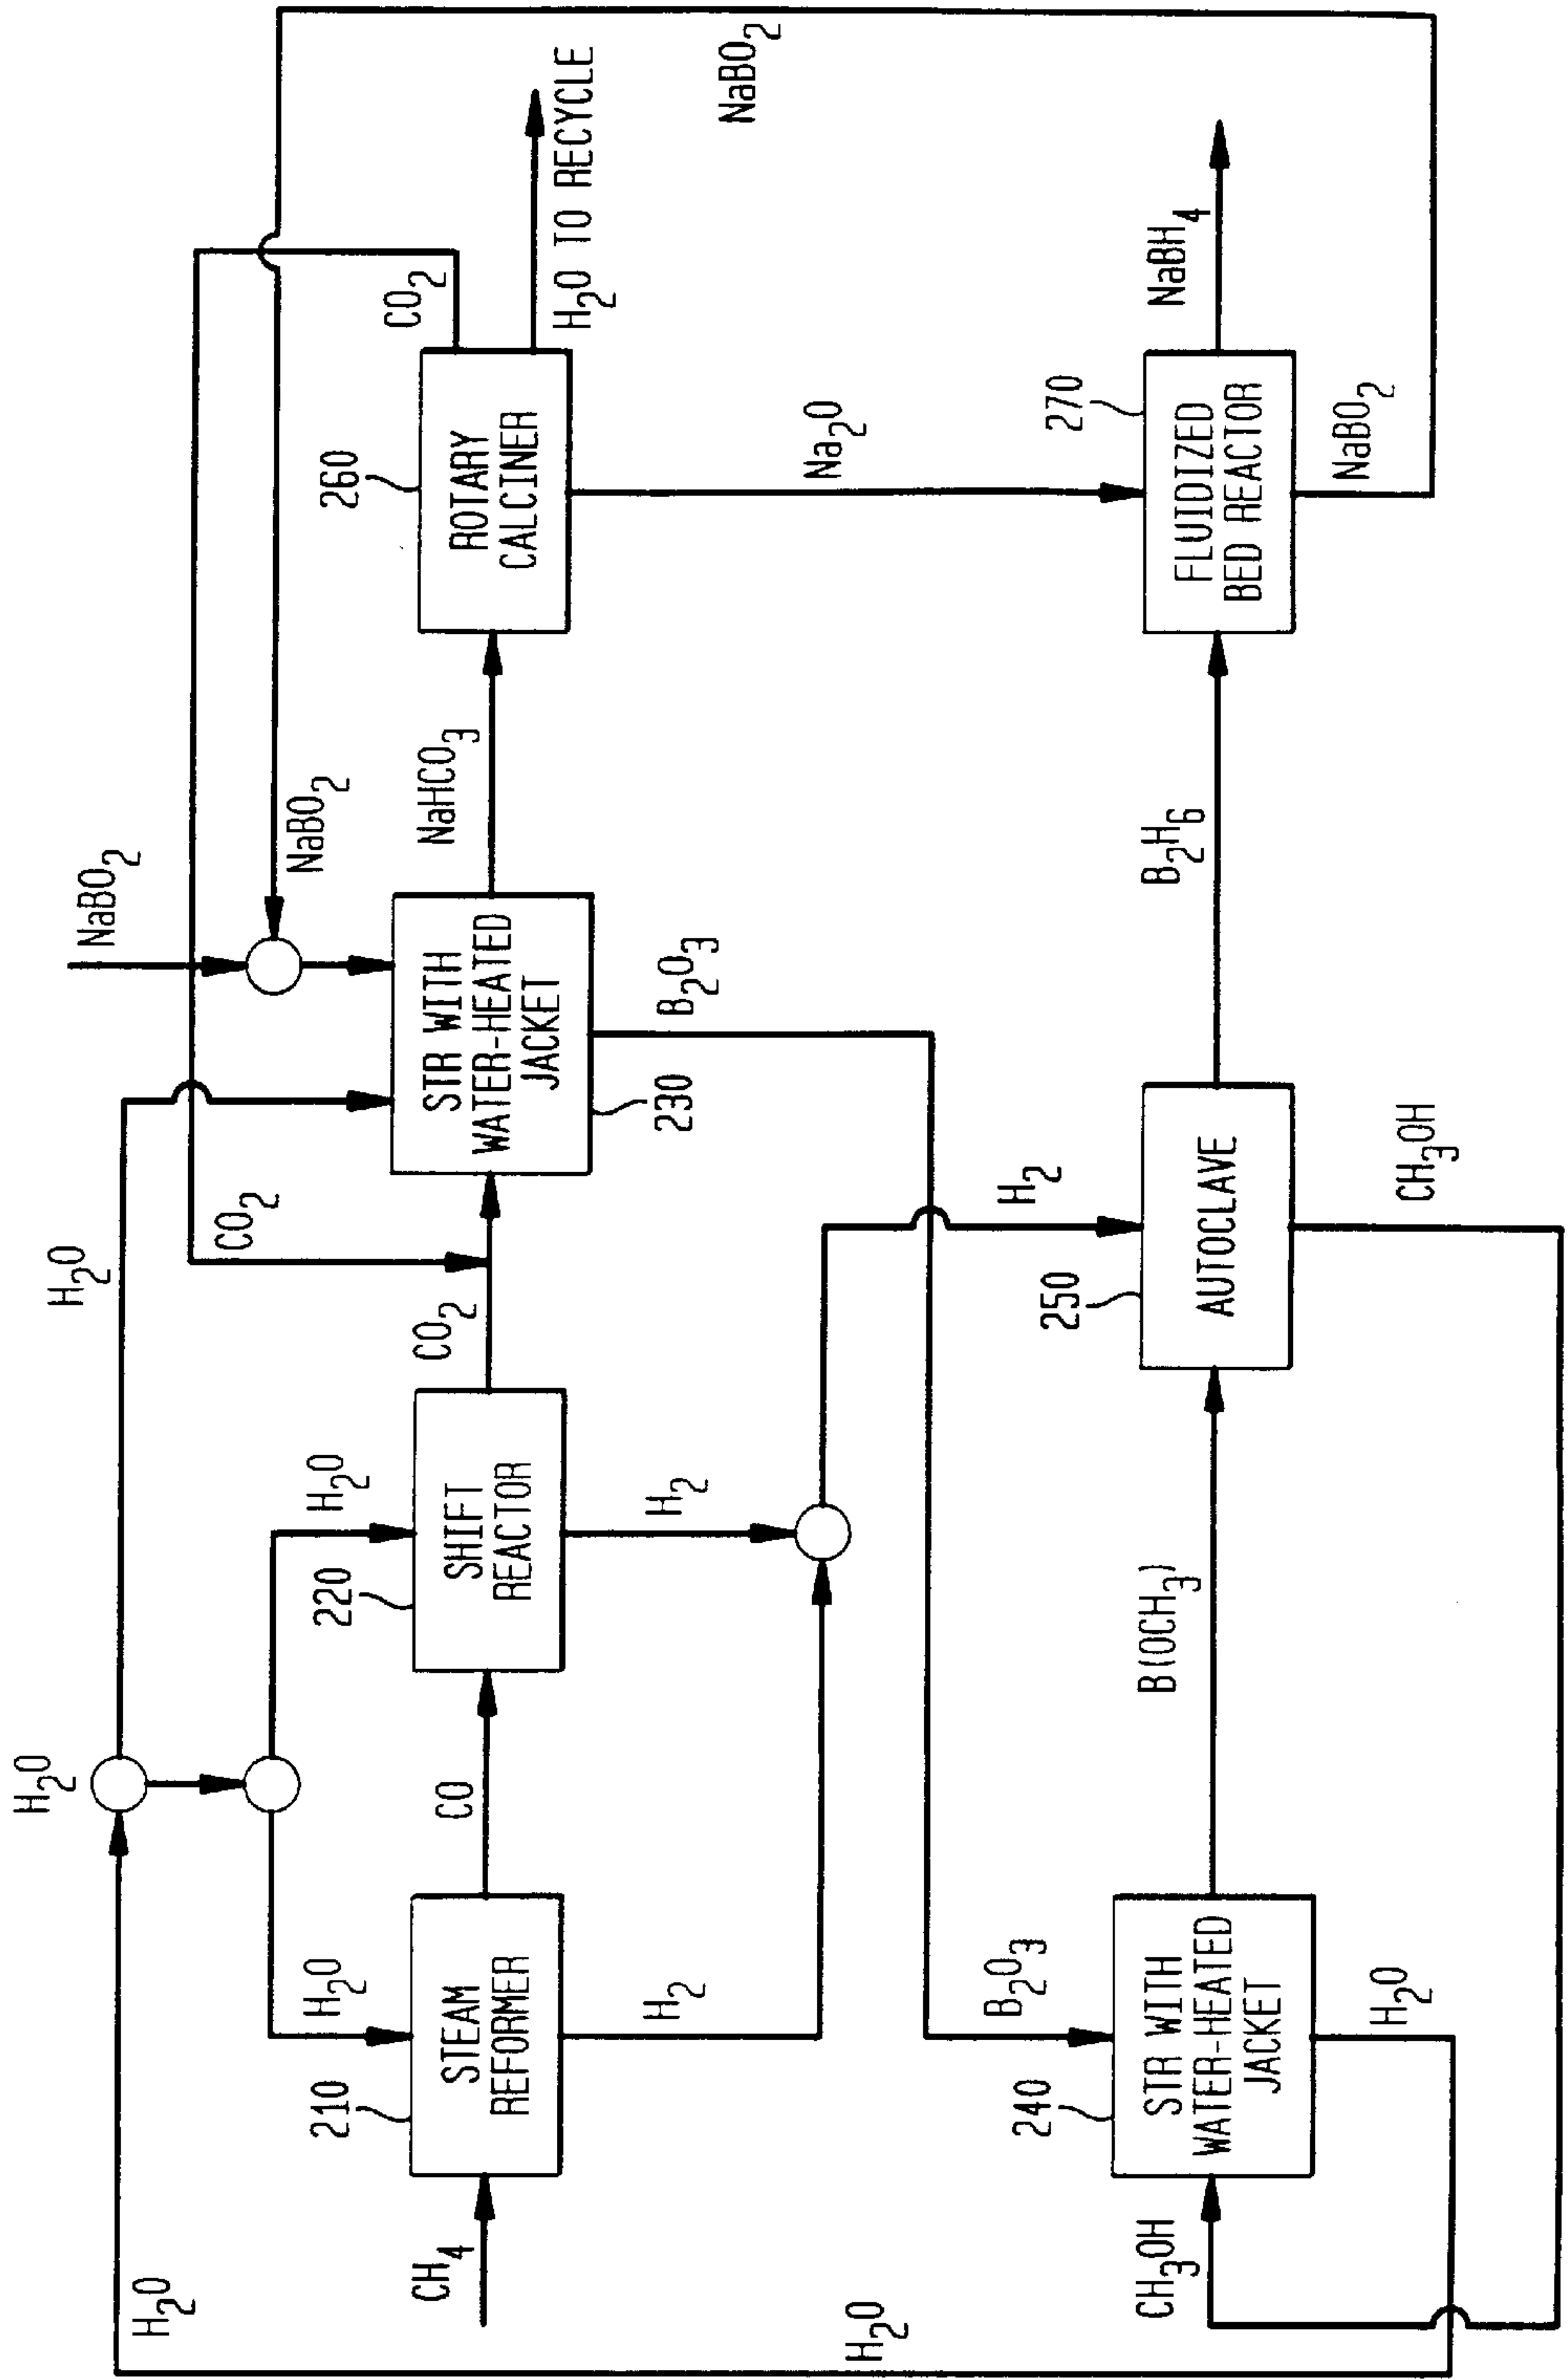 H₂O
H₂O
NaBO₂
H₂O
CO₂
NaBO₂
H₂O
H₂O
210
220
260
CO₂
CH₄
STEAM
REFORMER
CO
SHIFT
REACTOR
CO₂
STR WITH
WATER-HEATED
JACKET
NaHCO₃
ROTARY
CALCINER
H₂O TO RECYCLE
230
H₂
H₂
B₂O₃
NaBO₂
Na₂O
H₂O
B₂O₃
H₂
240
250
270
CH₃OH
STR WITH
WATER-HEATED
JACKET
B(OCH₃)
AUTOCLAVE
B₂H₆
FLUIDIZED
BED REACTOR
NaBH₄
H₂O
CH₃OH
NaBO₂